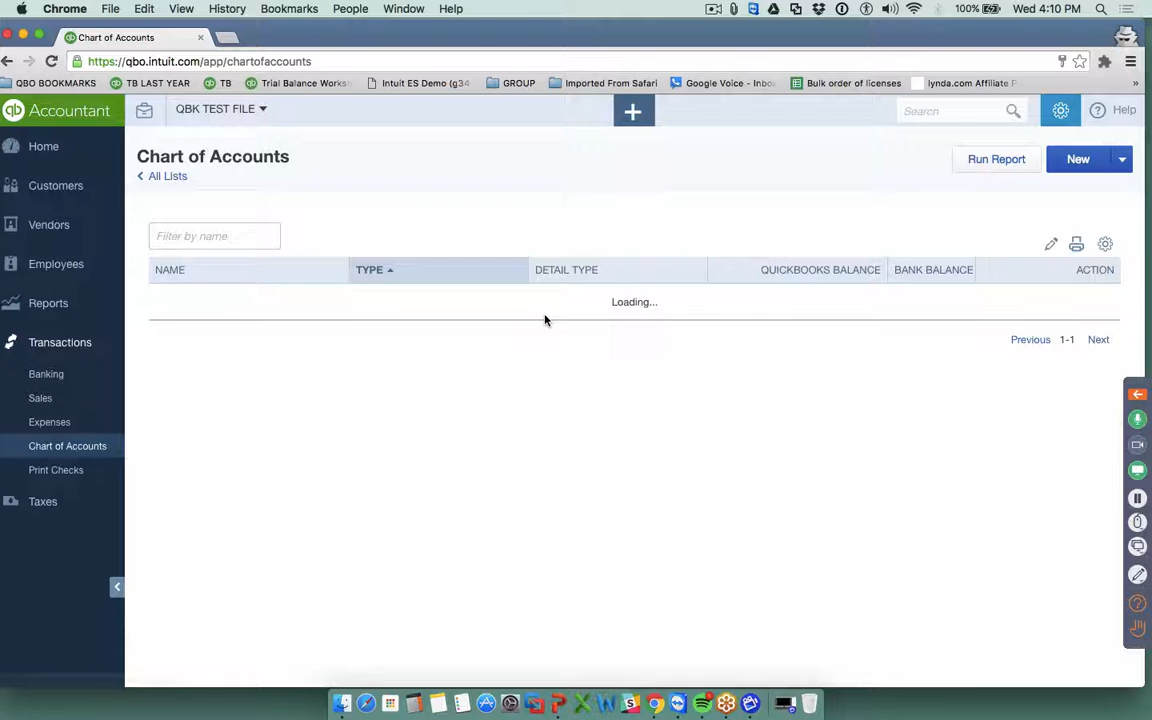 Chrome File Edit View History Bookmarks People Window Help 100% Wed 4:10 PM
Chart of Accounts
https://qbo.intuit.com/app/chartofaccounts
QBO BOOKMARKS TB LAST YEAR TB Trial Balance Works Intuit ES Demo (g34 GROUP Imported From Safari Google Voice - Inbo Bulk order of licenses lynda.com Affiliate P
qb Accountant QBK TEST FILE Search Help
Home
Customers
Vendors
Employees
Reports
Transactions
Banking
Sales
Expenses
Chart of Accounts
Print Checks
Taxes
Chart of Accounts
All Lists
Run Report New
Filter by name
NAME TYPE DETAIL TYPE QUICKBOOKS BALANCE BANK BALANCE ACTION
Loading...
Previous 1-1 Next